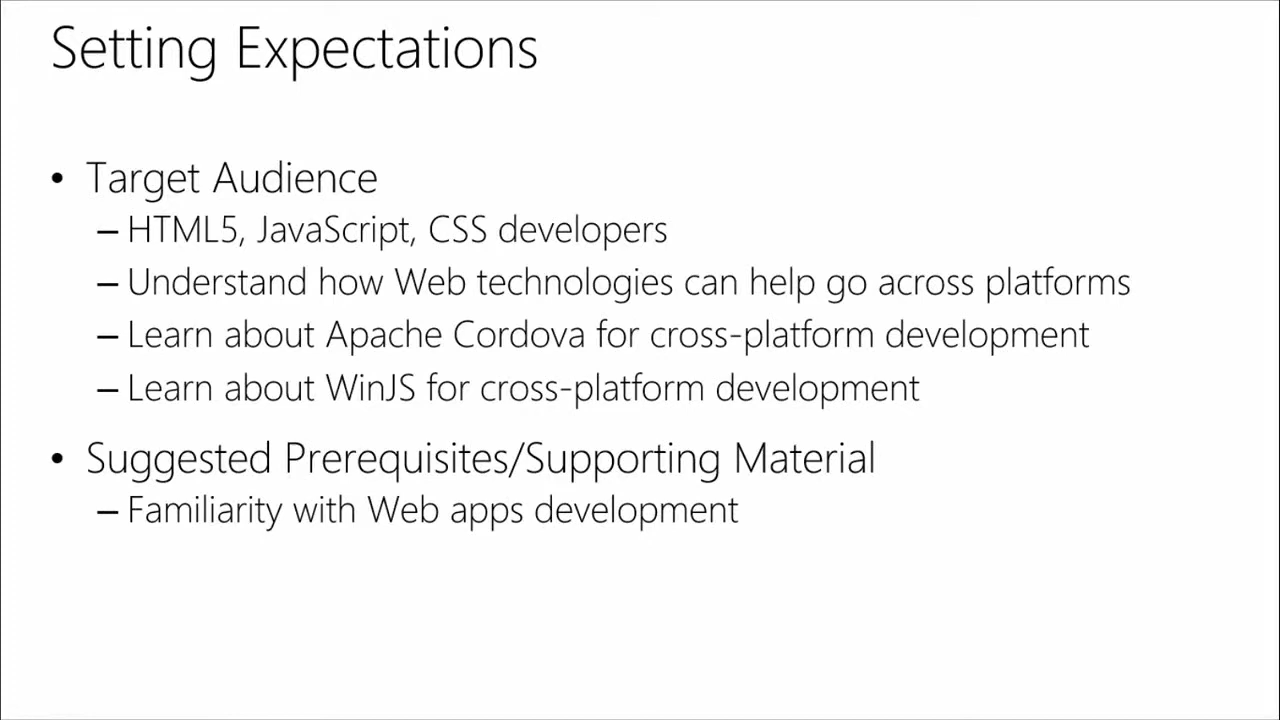 Setting Expectations
• Target Audience
– HTML5, JavaScript, CSS developers
– Understand how Web technologies can help go across platforms
– Learn about Apache Cordova for cross-platform development
– Learn about WinJS for cross-platform development
• Suggested Prerequisites/Supporting Material
– Familiarity with Web apps development